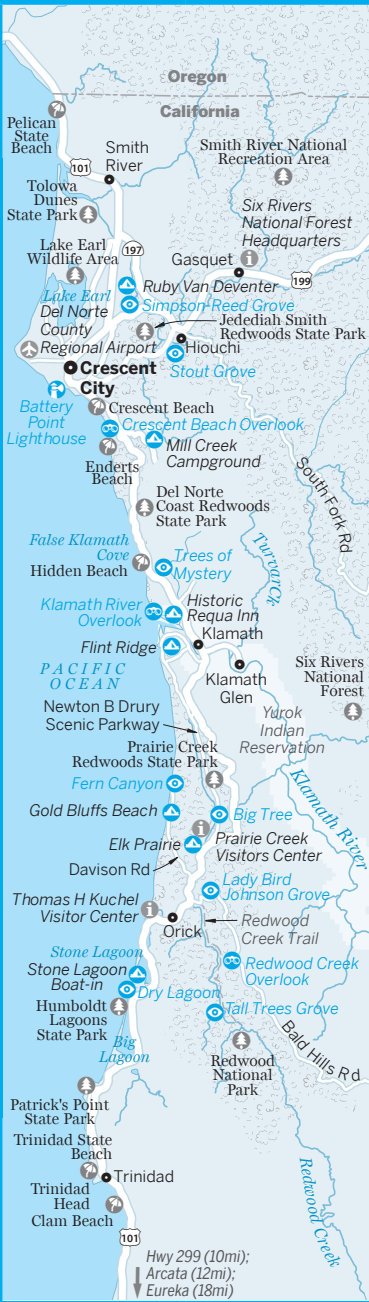 Oregon
California
Pelican
State
Beach
Smith
River
101
Smith River National
Recreation Area
Tolowa
Dunes
State Park
Six Rivers
National Forest
Headquarters
197
Lake Earl
Wildlife Area
Gasquet
199
Lake Earl
Ruby Van Deventer
Simpson-Reed Grove
Del Norte
County
Regional Airport
Jedediah Smith
Redwoods State Park
Hiouchi
Stout Grove
Crescent
City
Battery
Point
Lighthouse
Crescent Beach
Crescent Beach Overlook
Mill Creek
Campground
Enderts
Beach
South Fork Rd
Del Norte
Coast Redwoods
State Park
False Klamath
Cove
Hidden Beach
Trees of
Mystery
Turvar Ck
Klamath River
Overlook
Historic
Requa Inn
Klamath
Flint Ridge
PACIFIC
OCEAN
Klamath
Glen
Six Rivers
National
Forest
Newton B Drury
Scenic Parkway
Yurok
Indian
Reservation
Prairie Creek
Redwoods State Park
Klamath River
Fern Canyon
Gold Bluffs Beach
Big Tree
Elk Prairie
Prairie Creek
Visitors Center
Davison Rd
Lady Bird
Johnson Grove
Thomas H Kuchel
Visitor Center
Orick
Redwood
Creek Trail
Stone Lagoon
Stone Lagoon
Boat-in
Redwood Creek
Overlook
Dry Lagoon
Humboldt
Lagoons
State Park
Tall Trees Grove
Big
Lagoon
Bald Hills Rd
Redwood
National
Park
Patrick's Point
State Park
Trinidad State
Beach
Trinidad
Trinidad
Head
Clam Beach
Redwood Creek
101
Hwy 299 (10mi);
Arcata (12mi);
Eureka (18mi)